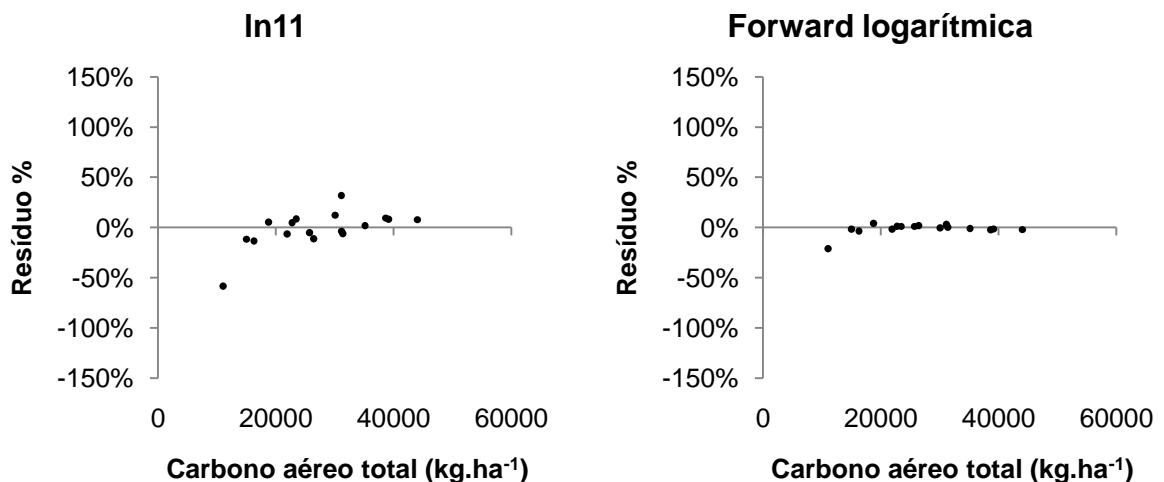 ln11
150%
100%
50%
0%
-50%
-100%
-150%
0 20000 40000 60000
Resíduo %
Carbono aéreo total (kg.ha-1)
Forward logarítmica
150%
100%
50%
0%
-50%
-100%
-150%
0 20000 40000 60000
Resíduo %
Carbono aéreo total (kg.ha-1)